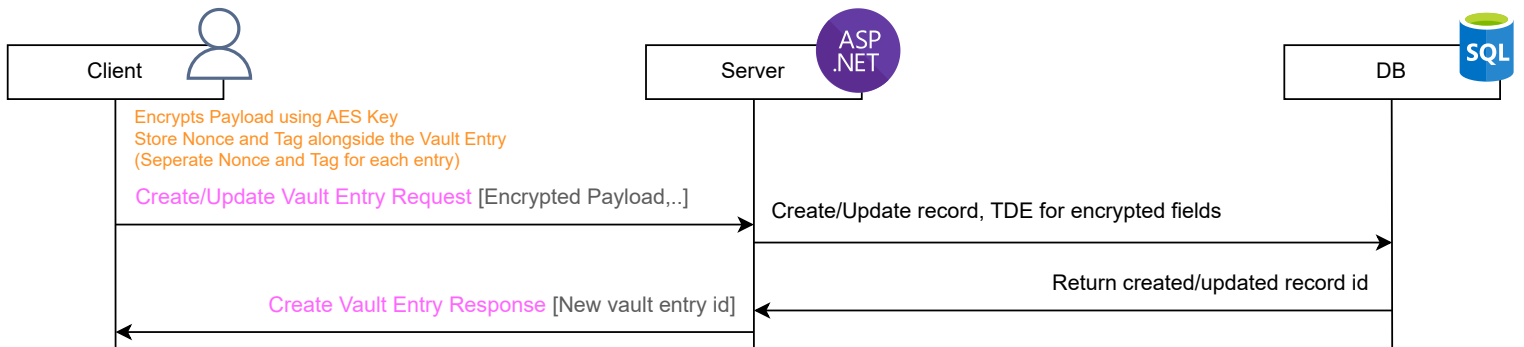 Client
Server
ASP
.NET
DB
SQL
Encrypts Payload using AES Key
Store Nonce and Tag alongside the Vault Entry
(Seperate Nonce and Tag for each entry)
Create/Update Vault Entry Request [Encrypted Payload,..]
Create/Update record, TDE for encrypted fields
Return created/updated record id
Create Vault Entry Response [New vault entry id]